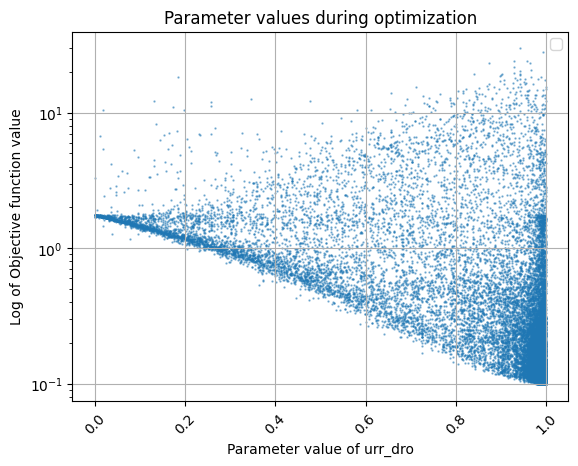 Parameter values during optimization
Log of Objective function value
10¹
10⁰
10⁻¹
0.0 0.2 0.4 0.6 0.8 1.0
Parameter value of urr_dro